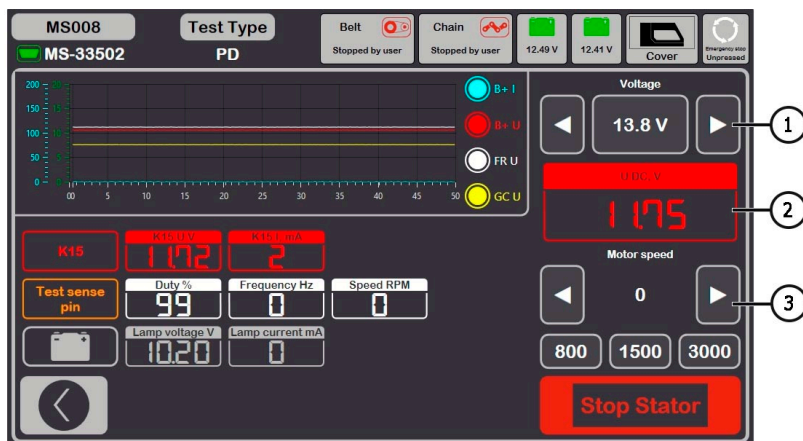 MS008
Test Type
Belt
Chain
Stopped by user
Stopped by user
12.49 V
12.41 V
Cover
Emergency stop
Unpressed
MS-33502
PD
200
150
100
50
0
B+ I
B+ U
FR U
GC U
00 5 10 15 20 25 30 35 40 45 50
Voltage
13.8 V
1
U DC, V
11.75
2
Motor speed
0
3
800 1500 3000
Stop Stator
K15
K15 U V
11.72
K15 I, mA
2
Test sense
pin
Duty %
99
Frequency Hz
0
Speed RPM
0
Lamp voltage V
10.20
Lamp current mA
0